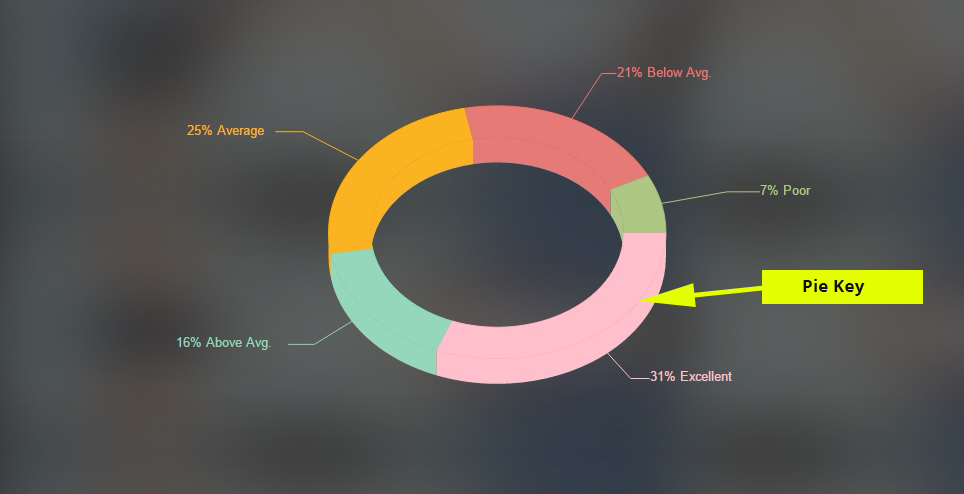 21% Below Avg.
25% Average
7% Poor
Pie Key
16% Above Avg.
31% Excellent